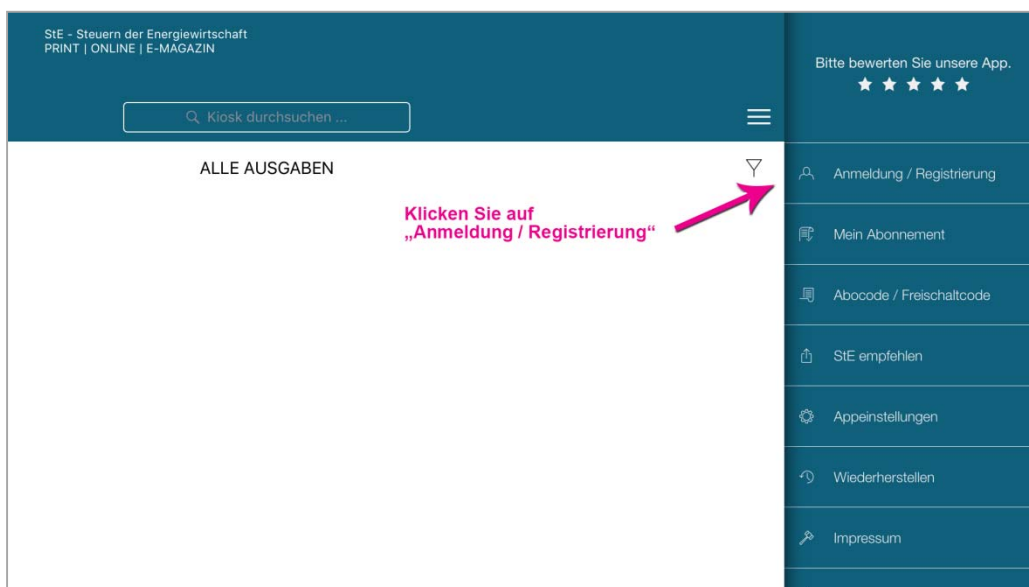 StE - Steuern der Energiewirtschaft
PRINT | ONLINE | E-MAGAZIN
Kiosk durchsuchen ...
ALLE AUSGABEN
Klicken Sie auf
„Anmeldung / Registrierung“
Bitte bewerten Sie unsere App.
Anmeldung / Registrierung
Mein Abonnement
Abocode / Freischaltcode
StE empfehlen
Appeinstellungen
Wiederherstellen
Impressum